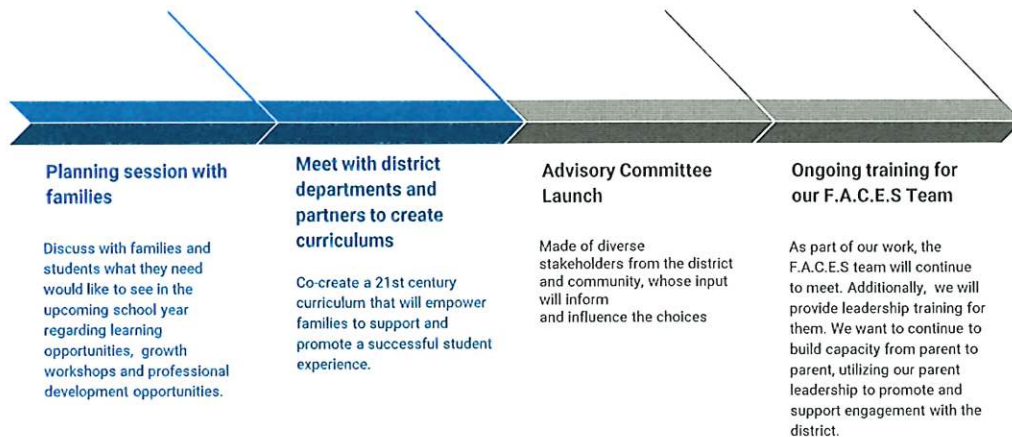 Planning session with
families
Discuss with families and
students what they need
would like to see in the
upcoming school year
regarding learning
opportunities, growth
workshops and professional
development opportunities.
Meet with district
departments and
partners to create
curriculums
Co-create a 21st century
curriculum that will empower
families to support and
promote a successful student
experience.
Advisory Committee
Launch
Made of diverse
stakeholders from the district
and community, whose input
will inform
and influence the choices
Ongoing training for
our F.A.C.E.S Team
As part of our work, the
F.A.C.E.S team will continue
to meet. Additionally, we will
provide leadership training for
them. We want to continue to
build capacity from parent to
parent, utilizing our parent
leadership to promote and
support engagement with the
district.